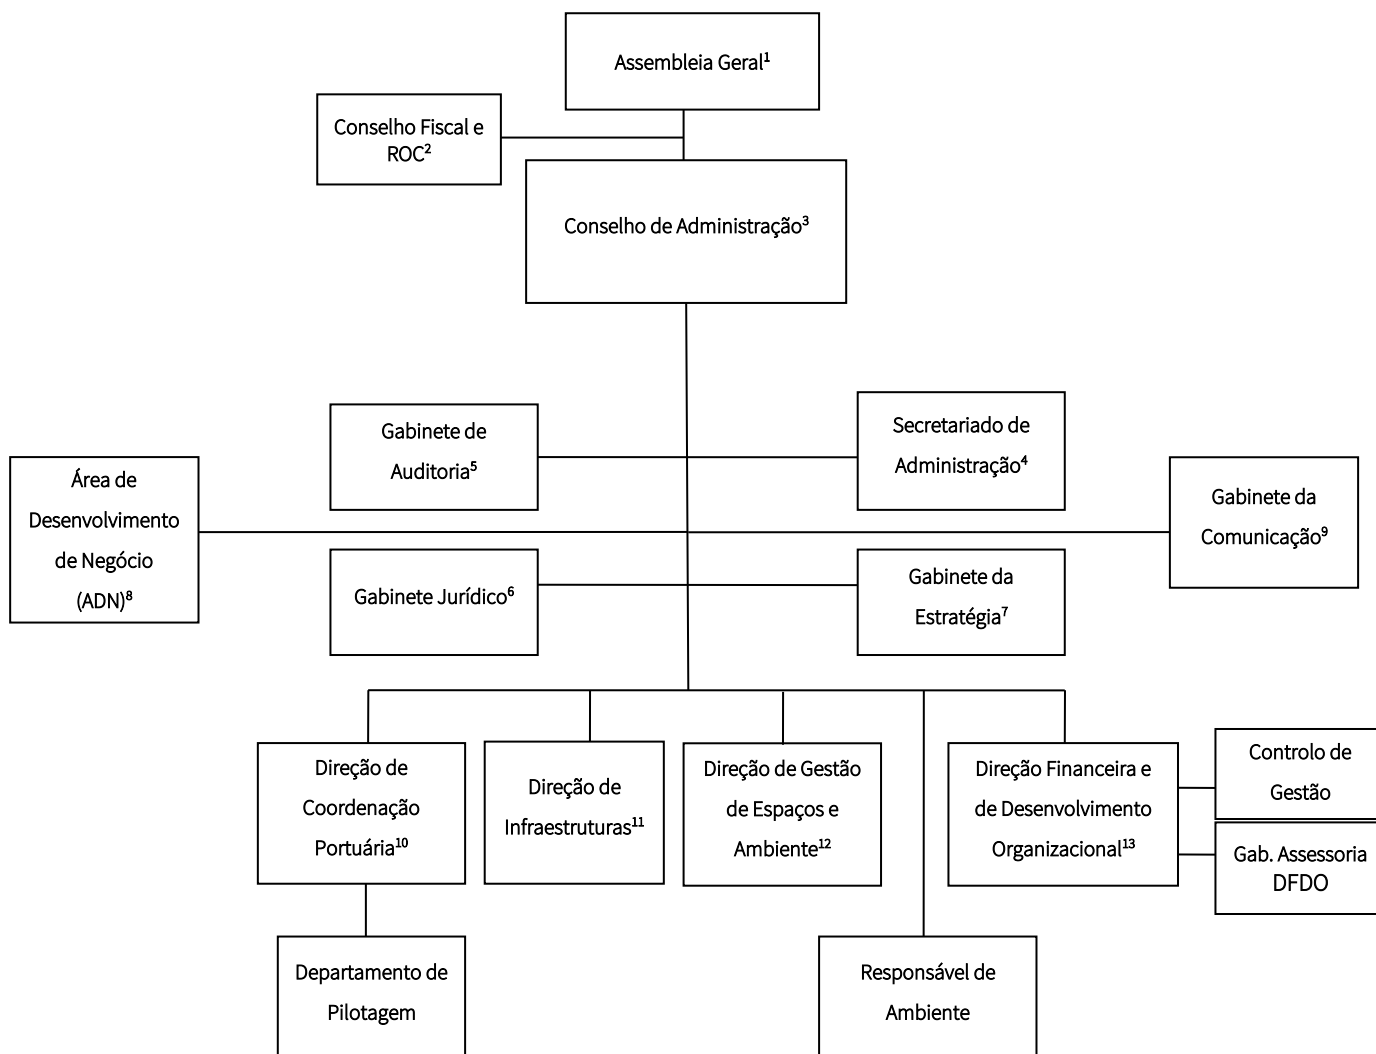 Assembleia Geral¹
Conselho Fiscal e
ROC²
Conselho de Administração³
Gabinete de
Auditoria⁵
Secretariado de
Administração⁴
Área de
Desenvolvimento
de Negócio
(ADN)⁸
Gabinete da
Comunicação⁹
Gabinete Jurídico⁶
Gabinete da
Estratégia⁷
Direção de
Coordenação
Portuária¹⁰
Direção de
Infraestruturas¹¹
Direção de Gestão
de Espaços e
Ambiente¹²
Direção Financeira e
de Desenvolvimento
Organizacional¹³
Controlo de
Gestão
Gab. Assessoria
DFDO
Departamento de
Pilotagem
Responsável de
Ambiente